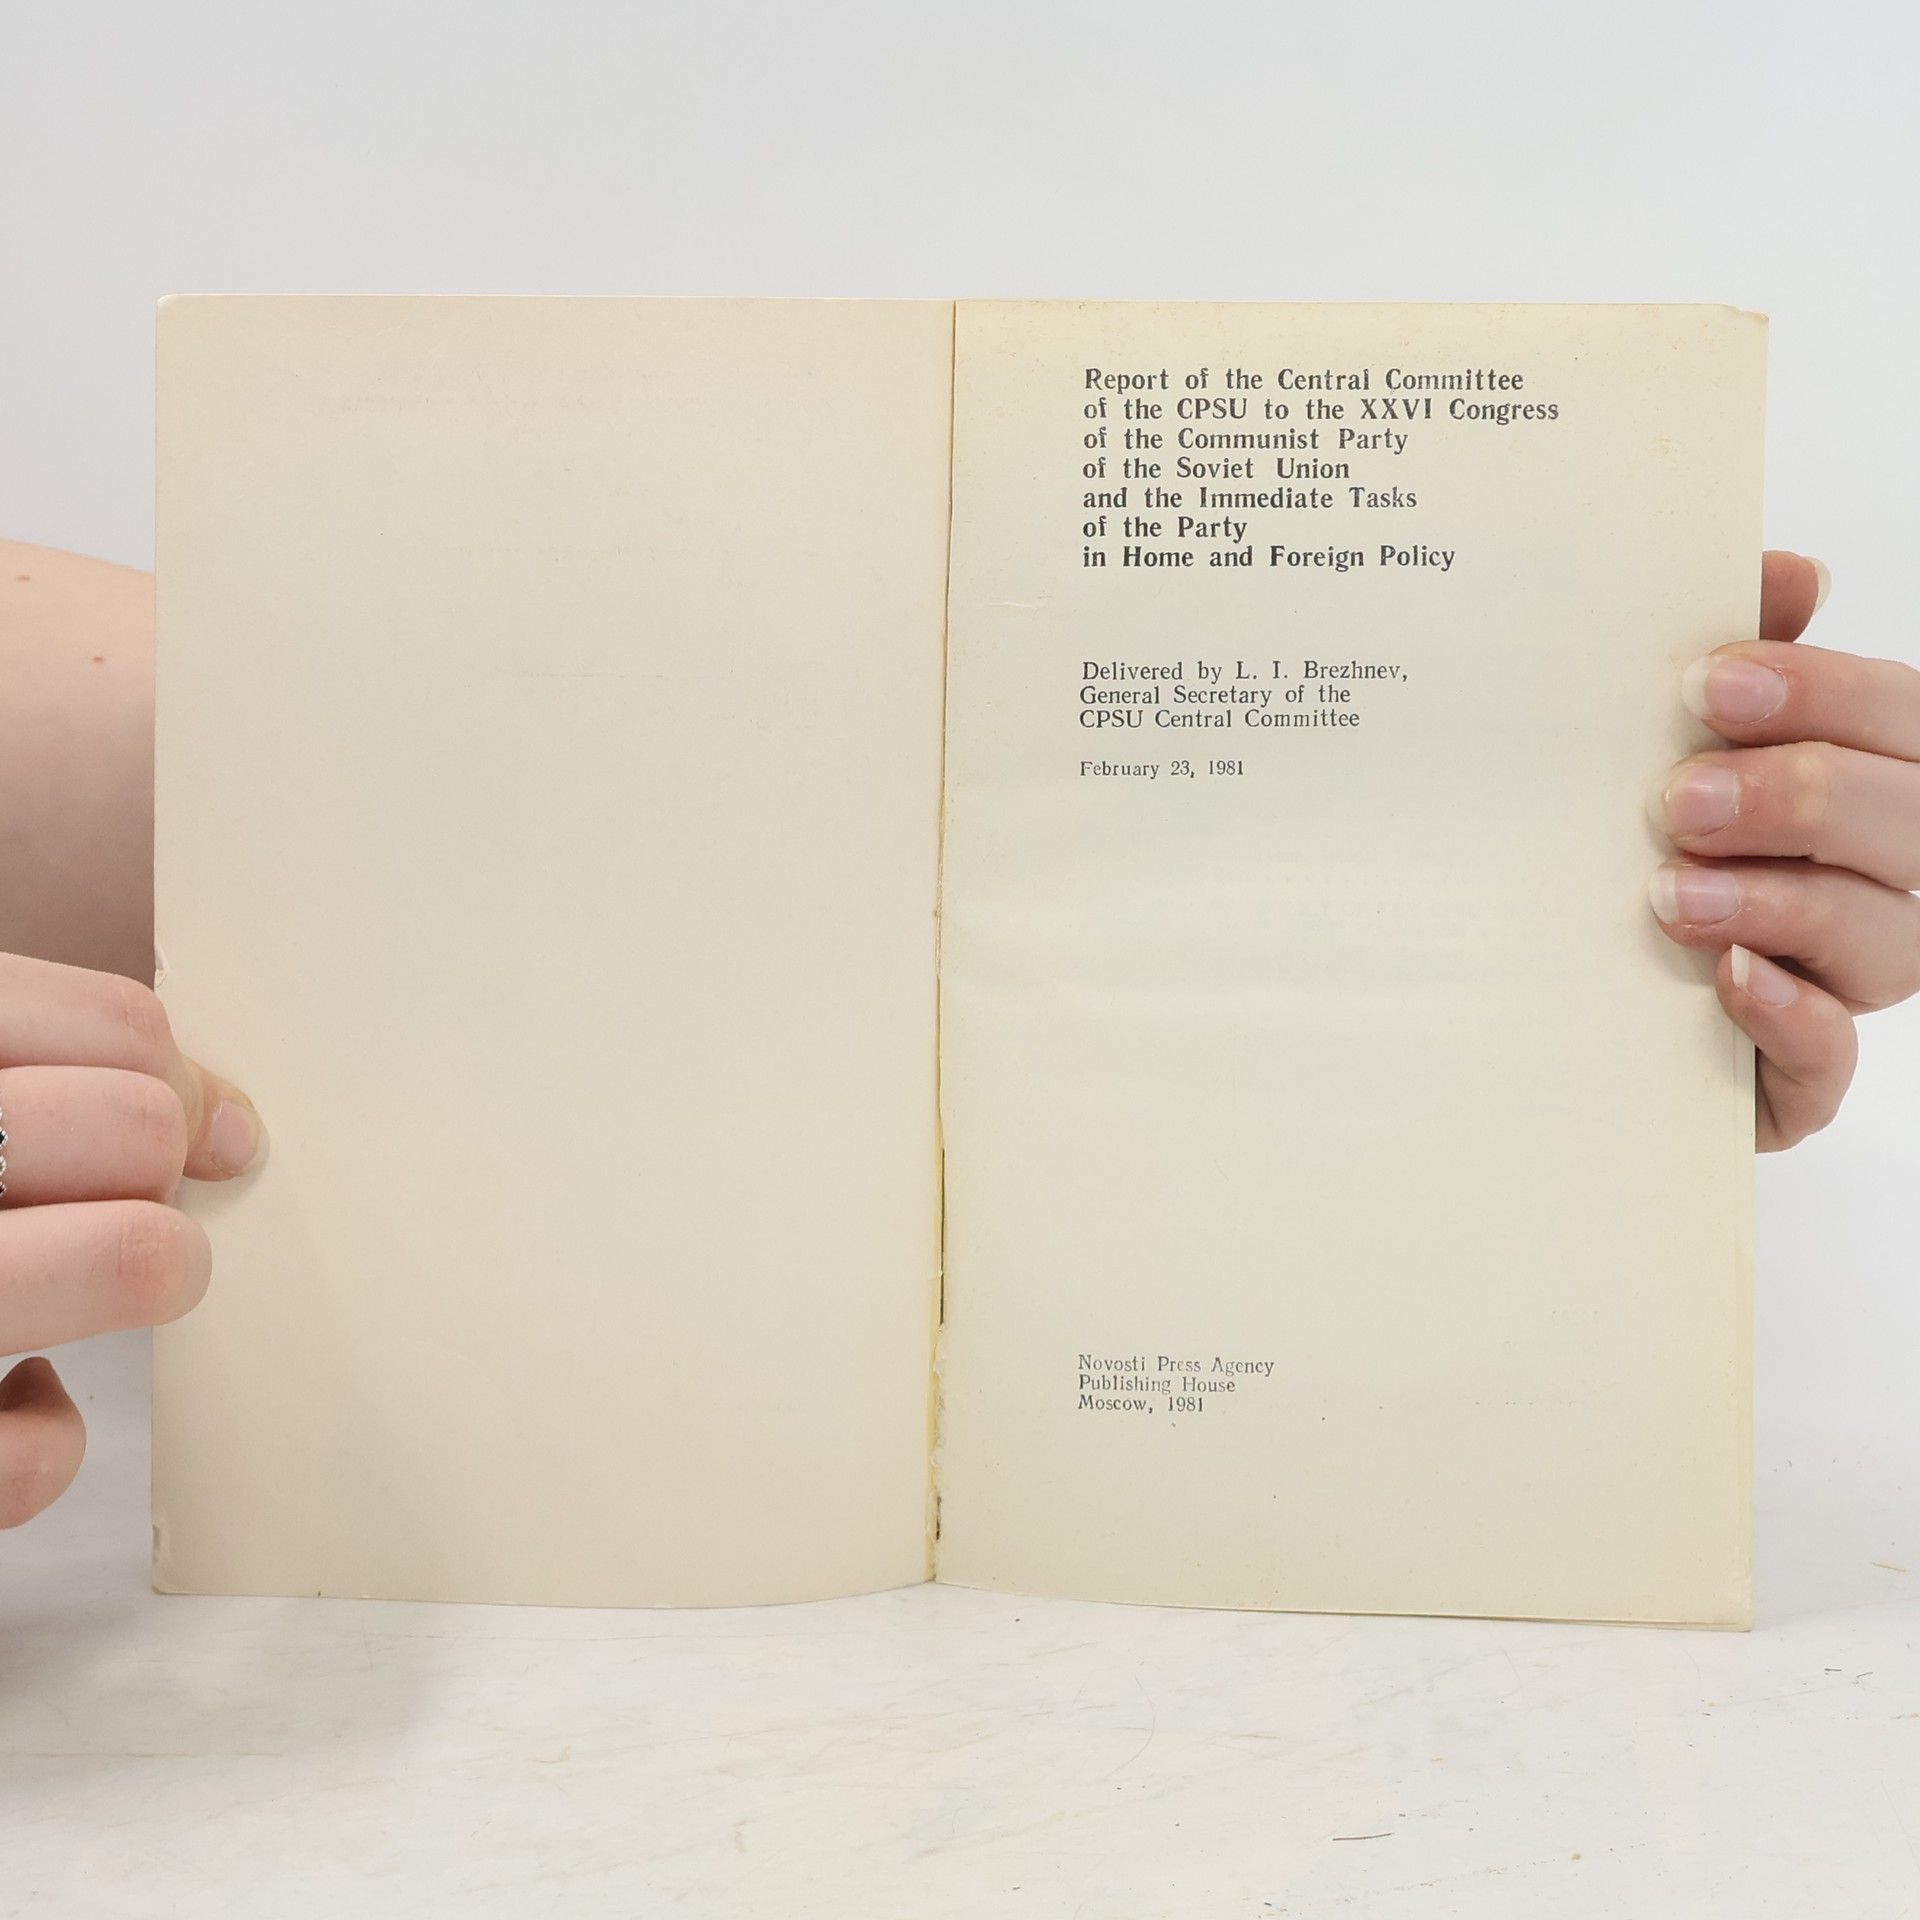 Report of the Central Committee
of the CPSU to the XXVI Congress
of the Communist Party
of the Soviet Union
and the Immediate Tasks
of the Party
in Home and Foreign Policy
Delivered by L. I. Brezhnev,
General Secretary of the
CPSU Central Committee
February 23, 1981
Novosti Press Agency
Publishing House
Moscow, 1981